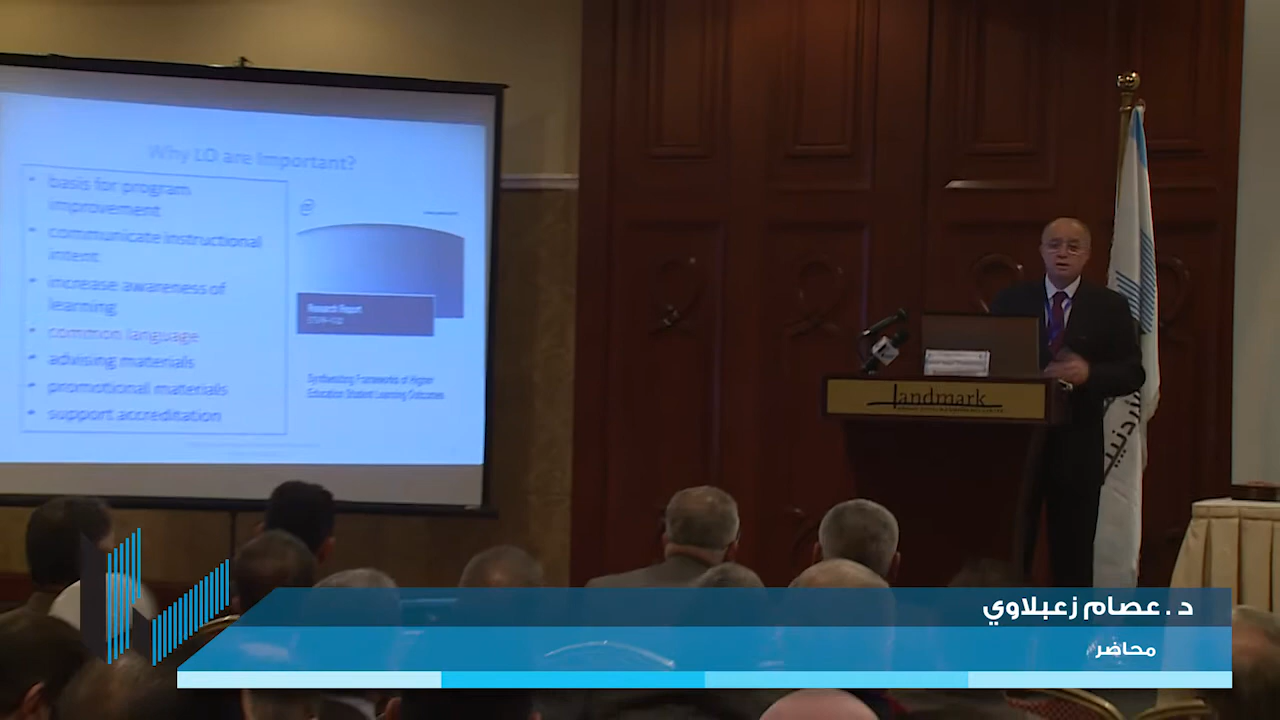 Why LO are Important?
• basis for program
improvement
• communicate instructional
intent
• increase awareness of
learning
• common language
• advising materials
• promotional materials
• support accreditation
Research Report
Synthesizing Frameworks of Higher
Education Student Learning Outcomes
landmark
د . عصام زعبلاوي
محاضر